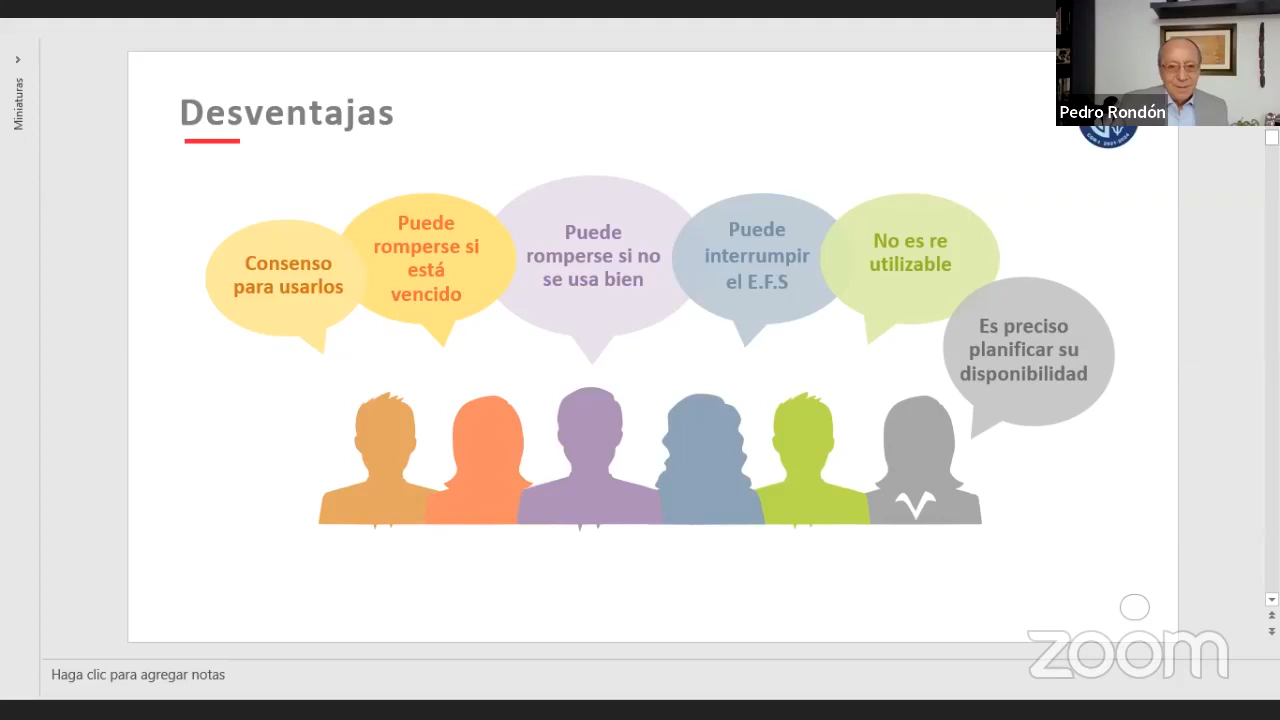 Miniaturas
Desventajas
Pedro Rondón
Consenso
para usarlos
Puede
romperse si
está
vencido
Puede
romperse si no
se usa bien
Puede
interrumpir
el E.F.S
No es re
utilizable
Es preciso
planificar su
disponibilidad
zoom
Haga clic para agregar notas